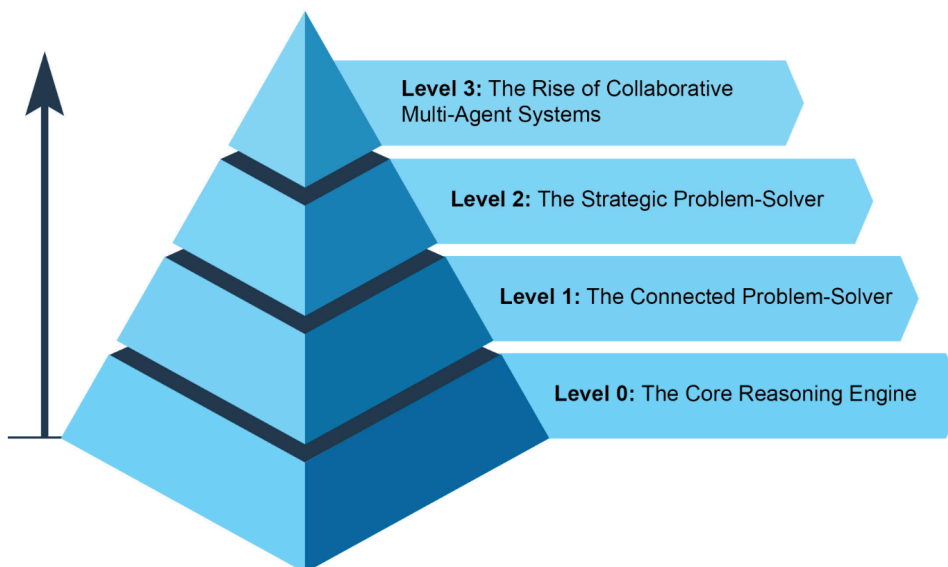 Level 3: The Rise of Collaborative
Multi-Agent Systems
Level 2: The Strategic Problem-Solver
Level 1: The Connected Problem-Solver
Level 0: The Core Reasoning Engine